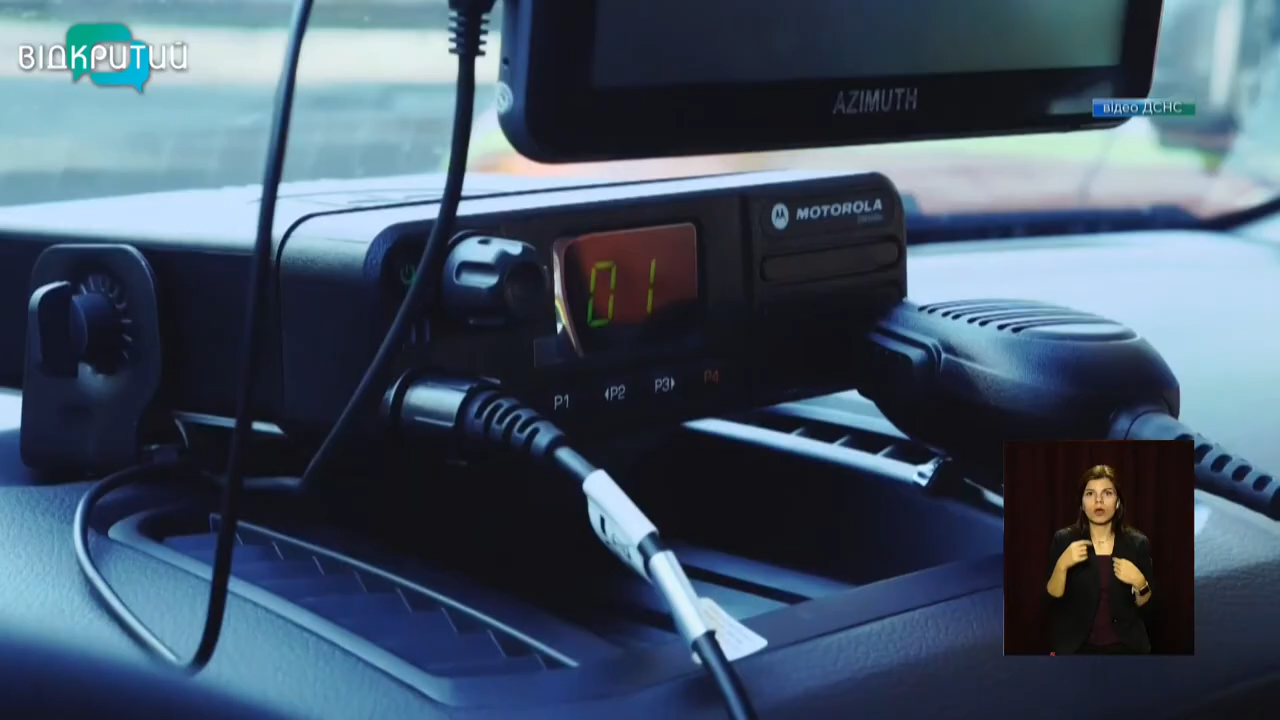 ВІДКРИТИЙ
AZIMUTH
відео ДСНС
MOTOROLA
01
P1 P2 P3 P4